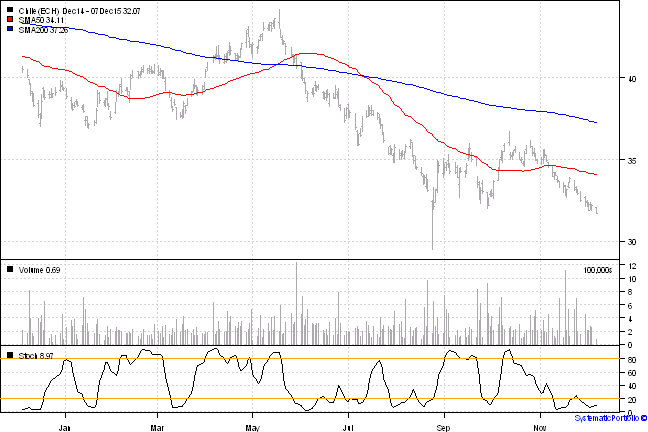 Chile (ECH) Dec14 - 07Dec15 32.07
SMA50 34.11
SMA200 37.26
40
35
30
Volume 0.69
100,000s
12
10
8
6
4
2
0
Stoch 8.97
80
60
40
20
0
Jan Mar May Jul Sep Nov
SystematicPortfolio ©